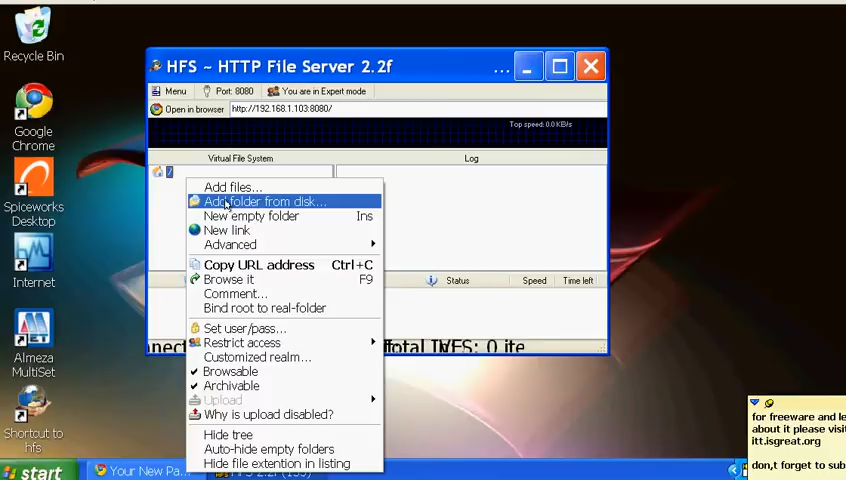 Recycle Bin
Google
Chrome
Spiceworks
Desktop
Internet
Almeza
MultiSet
Shortcut to
hfs
HFS ~ HTTP File Server 2.2f
...
Menu
Port: 8080
You are in Expert mode
Open in browser
http://192.168.1.103:8080/
Top speed: 0.0 KB/s
Virtual File System
Log
/
Add files...
Add folder from disk...
New empty folder Ins
New link
Advanced
Copy URL address Ctrl+C
Browse it F9
Comment...
Bind root to real-folder
Set user/pass...
Restrict access
Customized realm...
Browsable
Archivable
Upload
Why is upload disabled?
Hide tree
Auto-hide empty folders
Hide file extention in listing
Status
Speed
Time left
for freeware and le
about it please visit
itt.isgreat.org
don,t forget to sub
start
Your New Pa...